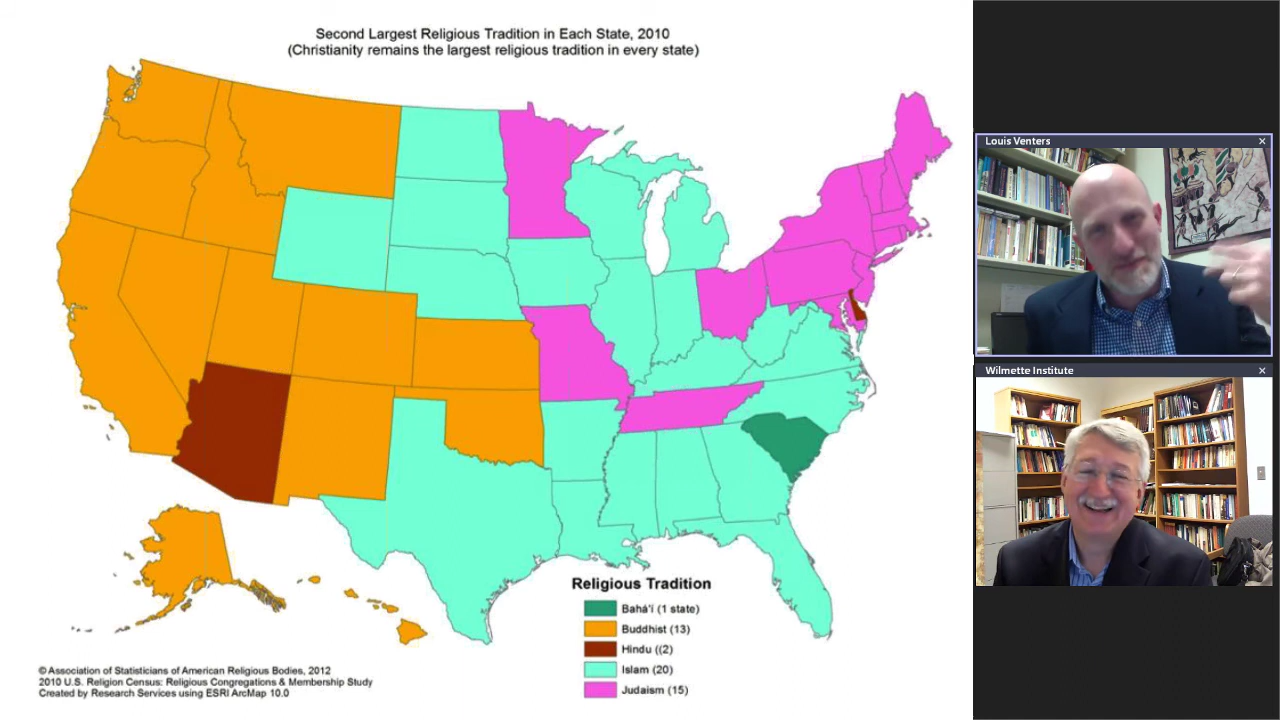 Second Largest Religious Tradition in Each State, 2010
(Christianity remains the largest religious tradition in every state)
Louis Venters
Wilmette Institute
Religious Tradition
Bahá'í (1 state)
Buddhist (13)
Hindu ((2)
Islam (20)
Judaism (15)
© Association of Statisticians of American Religious Bodies, 2012
2010 U.S. Religion Census: Religious Congregations & Membership Study
Created by Research Services using ESRI ArcMap 10.0